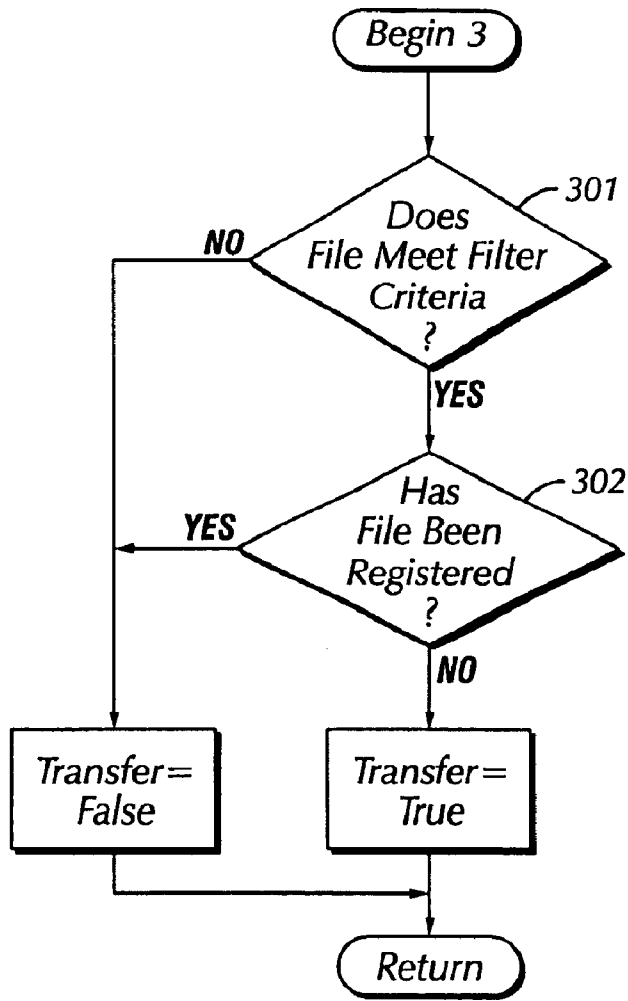 Begin 3
301
Does
File Meet Filter
Criteria
?
NO
YES
302
Has
File Been
Registered
?
YES
NO
Transfer=
False
Transfer=
True
Return